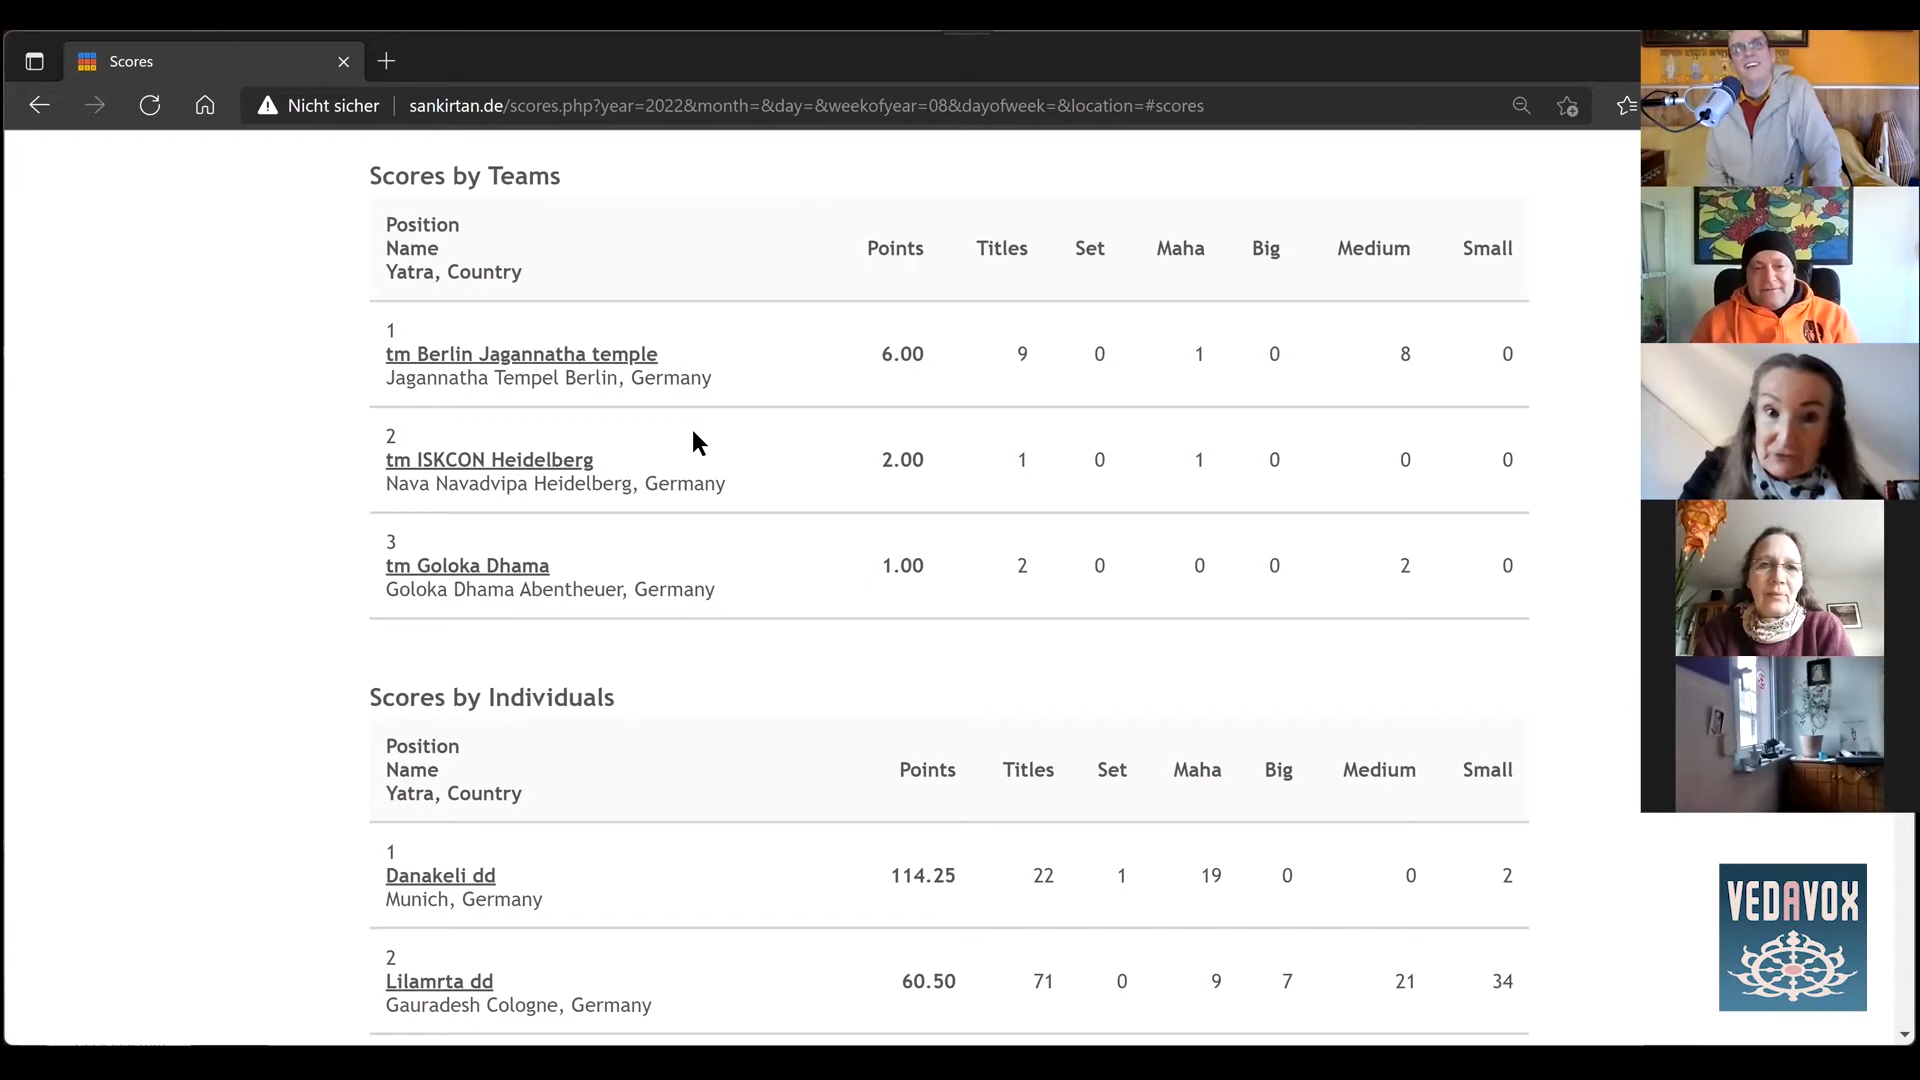 Scores
Nicht sicher sankirtan.de/scores.php?year=2022&month=&day=&weekofyear=08&dayofweek=&location=#scores
Scores by Teams
Position
Name
Yatra, Country
Points Titles Set Maha Big Medium Small
1
tm Berlin Jagannatha temple 6.00 9 0 1 0 8 0
Jagannatha Tempel Berlin, Germany
2
tm ISKCON Heidelberg 2.00 1 0 1 0 0 0
Nava Navadvipa Heidelberg, Germany
3
tm Goloka Dhama 1.00 2 0 0 0 2 0
Goloka Dhama Abentheuer, Germany
Scores by Individuals
Position
Name
Yatra, Country
Points Titles Set Maha Big Medium Small
1
Danakeli dd 114.25 22 1 19 0 0 2
Munich, Germany
2
Lilamrta dd 60.50 71 0 9 7 21 34
Gauradesh Cologne, Germany
VEDAVOX